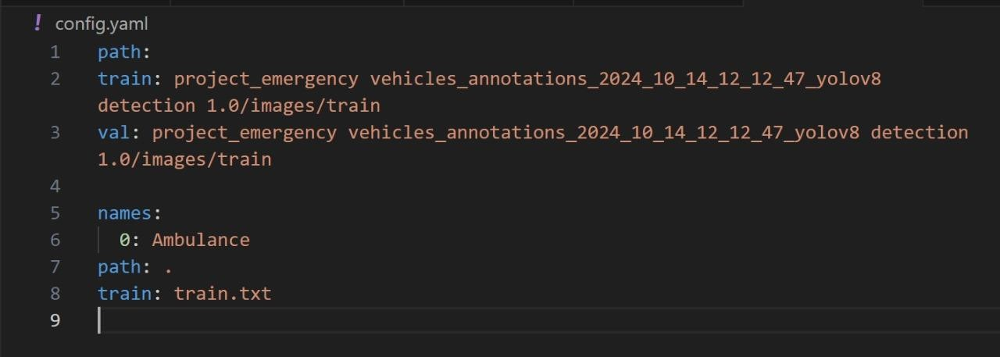 ! config.yaml
1 path:
2 train: project_emergency vehicles_annotations_2024_10_14_12_12_47_yolov8
detection 1.0/images/train
3 val: project_emergency vehicles_annotations_2024_10_14_12_12_47_yolov8 detection
1.0/images/train
4
5 names:
6 0: Ambulance
7 path: .
8 train: train.txt
9